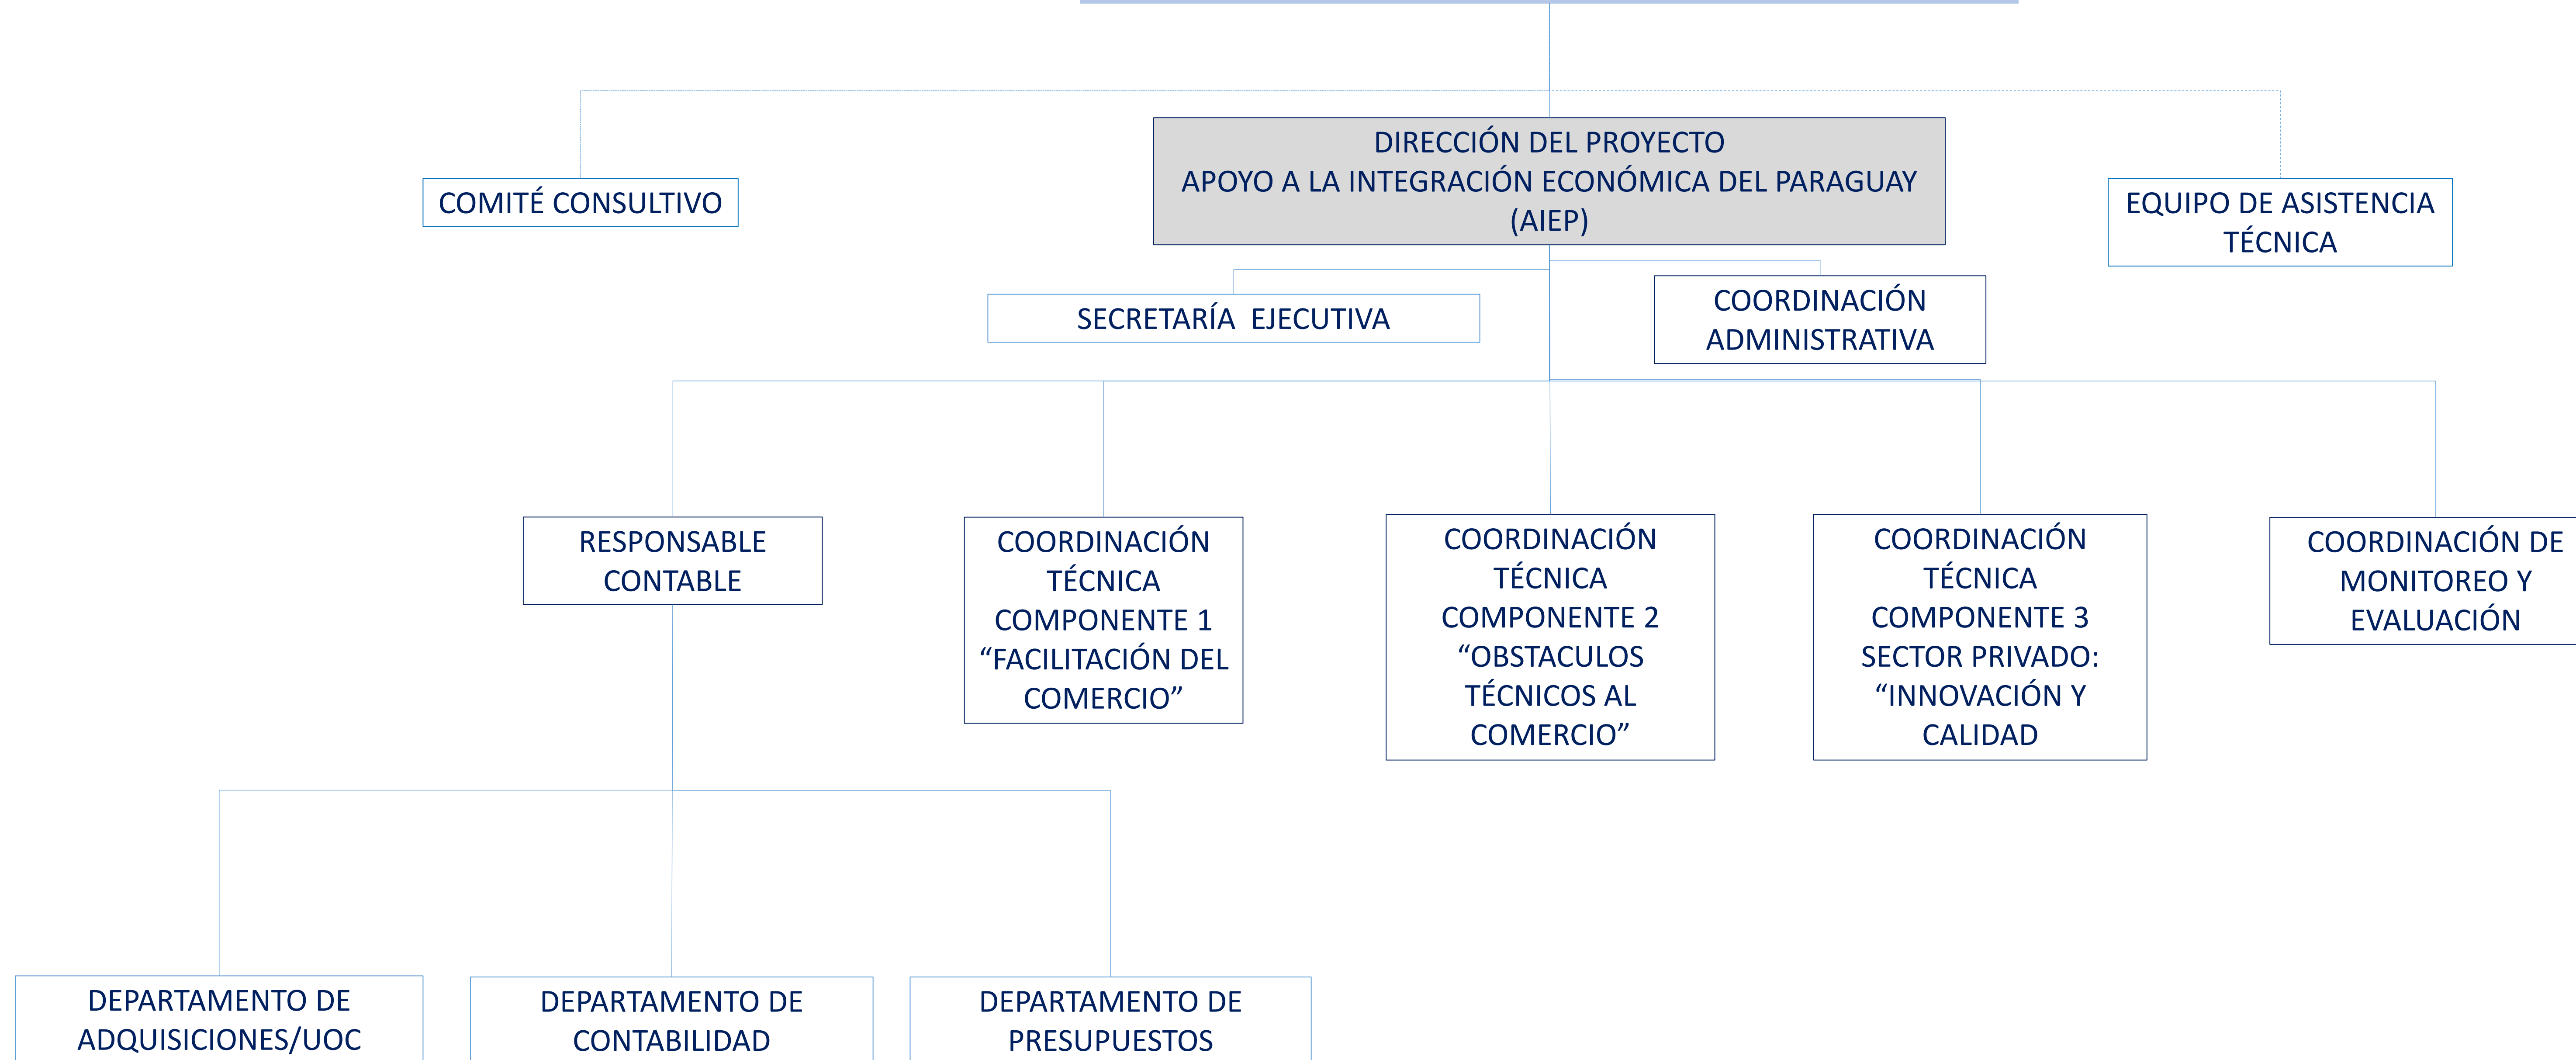 DIRECCIÓN DEL PROYECTO
APOYO A LA INTEGRACIÓN ECONÓMICA DEL PARAGUAY
(AIEP)
COMITÉ CONSULTIVO
EQUIPO DE ASISTENCIA
TÉCNICA
SECRETARÍA  EJECUTIVA
COORDINACIÓN
ADMINISTRATIVA
RESPONSABLE
CONTABLE
COORDINACIÓN
TÉCNICA
COMPONENTE 1
“FACILITACIÓN DEL
COMERCIO”
COORDINACIÓN
TÉCNICA
COMPONENTE 2
“OBSTACULOS
TÉCNICOS AL
COMERCIO”
COORDINACIÓN
TÉCNICA
COMPONENTE 3
SECTOR PRIVADO:
“INNOVACIÓN Y
CALIDAD
COORDINACIÓN DE
MONITOREO Y
EVALUACIÓN
DEPARTAMENTO DE
ADQUISICIONES/UOC
DEPARTAMENTO DE
CONTABILIDAD
DEPARTAMENTO DE
PRESUPUESTOS